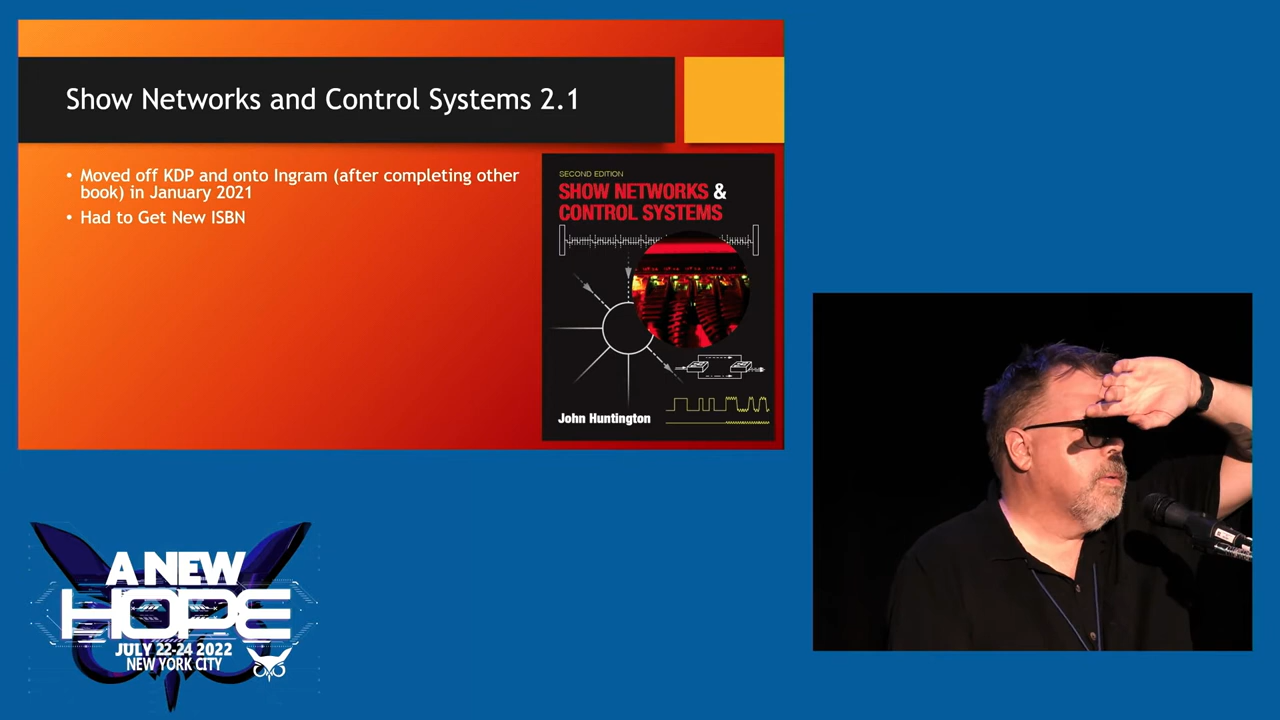 Show Networks and Control Systems 2.1
• Moved off KDP and onto Ingram (after completing other
book) in January 2021
• Had to Get New ISBN
SECOND EDITION
SHOW NETWORKS &
CONTROL SYSTEMS
John Huntington
A NEW
HOPE
JULY 22-24 2022
NEW YORK CITY